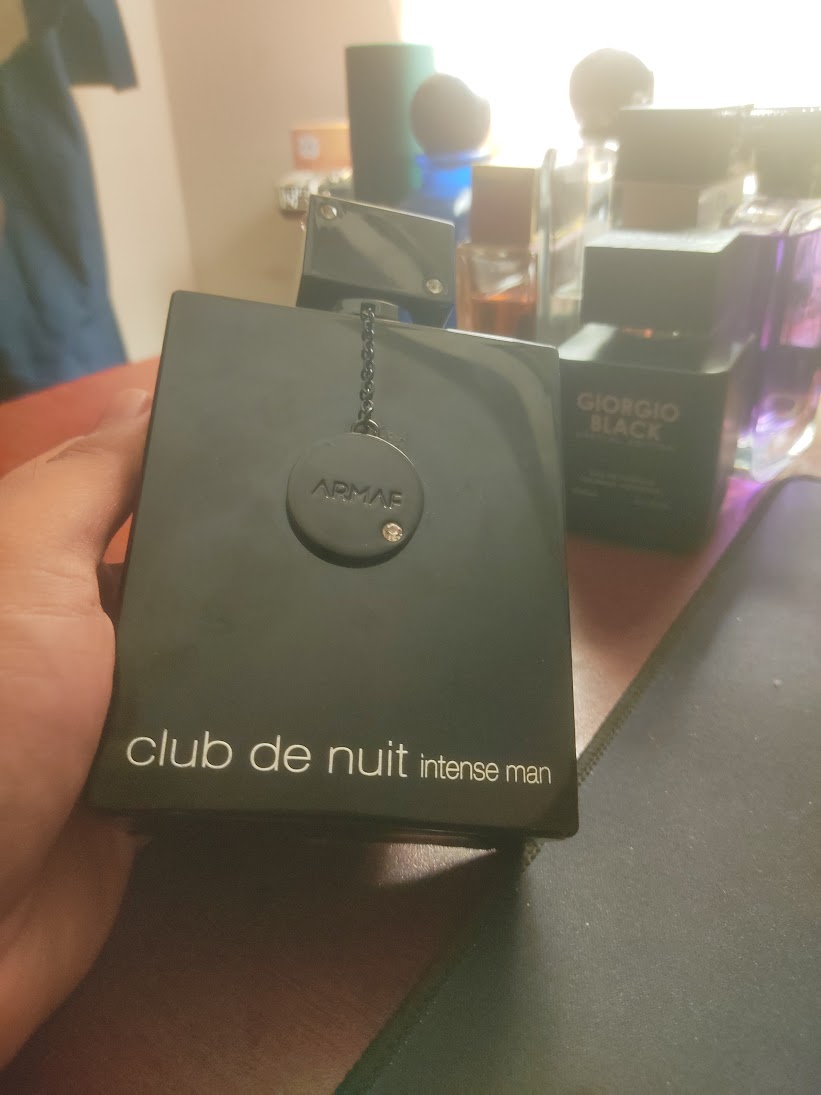 ARMAF
club de nuit intense man
GIORGIO
BLACK